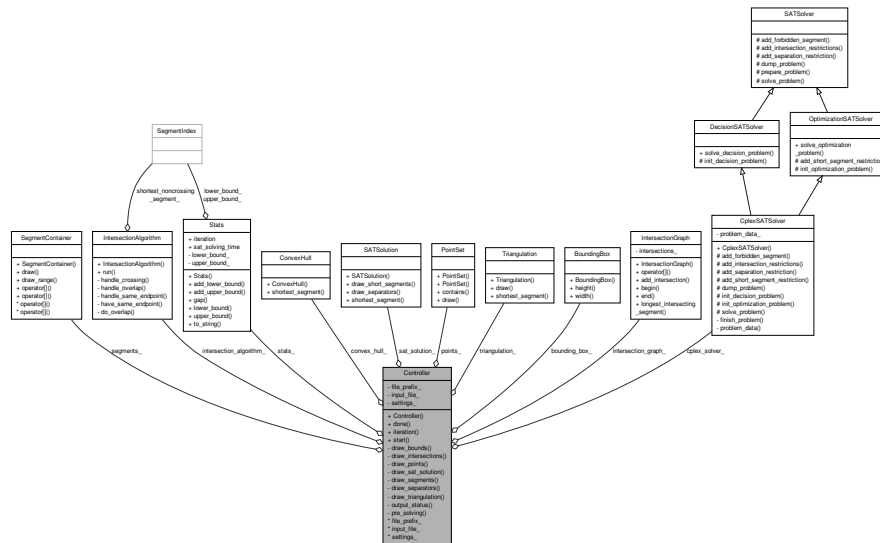 SATSolver
# add_forbidden_segment()
# add_intersection_restrictions()
# add_separation_restriction()
# dump_problem()
# prepare_problem()
# solve_problem()
DecisionSATSolver
+ solve_decision_problem()
# init_decision_problem()
OptimizationSATSolver
+ solve_optimization
_problem()
# add_short_segment_restriction()
# init_optimization_problem()
SegmentIndex
shortest_noncrossing
_segment_
lower_bound_
upper_bound_
SegmentContainer
+ SegmentContainer()
+ draw()
+ draw_range()
+ operator[]()
+ operator[]()
* operator[]()
* operator[]()
IntersectionAlgorithm
+ IntersectionAlgorithm()
+ run()
- handle_crossing()
- handle_overlap()
- handle_same_endpoint()
- have_same_endpoint()
- do_overlap()
Stats
+ iteration
+ sat_solving_time
- lower_bound_
- upper_bound_
+ Stats()
+ add_lower_bound()
+ add_upper_bound()
+ gap()
+ lower_bound()
+ upper_bound()
+ to_string()
ConvexHull
+ ConvexHull()
+ shortest_segment()
SATSolution
+ SATSolution()
+ draw_short_segments()
+ draw_separators()
+ shortest_segment()
PointSet
+ PointSet()
+ PointSet()
+ contains()
+ draw()
Triangulation
+ Triangulation()
+ draw()
+ shortest_segment()
BoundingBox
+ BoundingBox()
+ height()
+ width()
IntersectionGraph
- intersections_
+ IntersectionGraph()
+ operator[]()
+ add_intersection()
+ begin()
+ end()
+ longest_intersecting
_segment()
CplexSATSolver
- problem_data_
+ CplexSATSolver()
# add_forbidden_segment()
# add_intersection_restrictions()
# add_separation_restriction()
# add_short_segment_restriction()
# dump_problem()
# init_decision_problem()
# init_optimization_problem()
# solve_problem()
- finish_problem()
- problem_data()
segments_
intersection_algorithm_
stats_
convex_hull_
sat_solution_
points_
triangulation_
bounding_box_
intersection_graph_
cplex_solver_
Controller
- file_prefix_
- input_file_
- settings_
+ Controller()
+ done()
+ iteration()
+ start()
- draw_bounds()
- draw_intersections()
- draw_points()
- draw_sat_solution()
- draw_segments()
- draw_separators()
- draw_triangulation()
- output_status()
- pre_solving()
* file_prefix_
* input_file_
* settings_